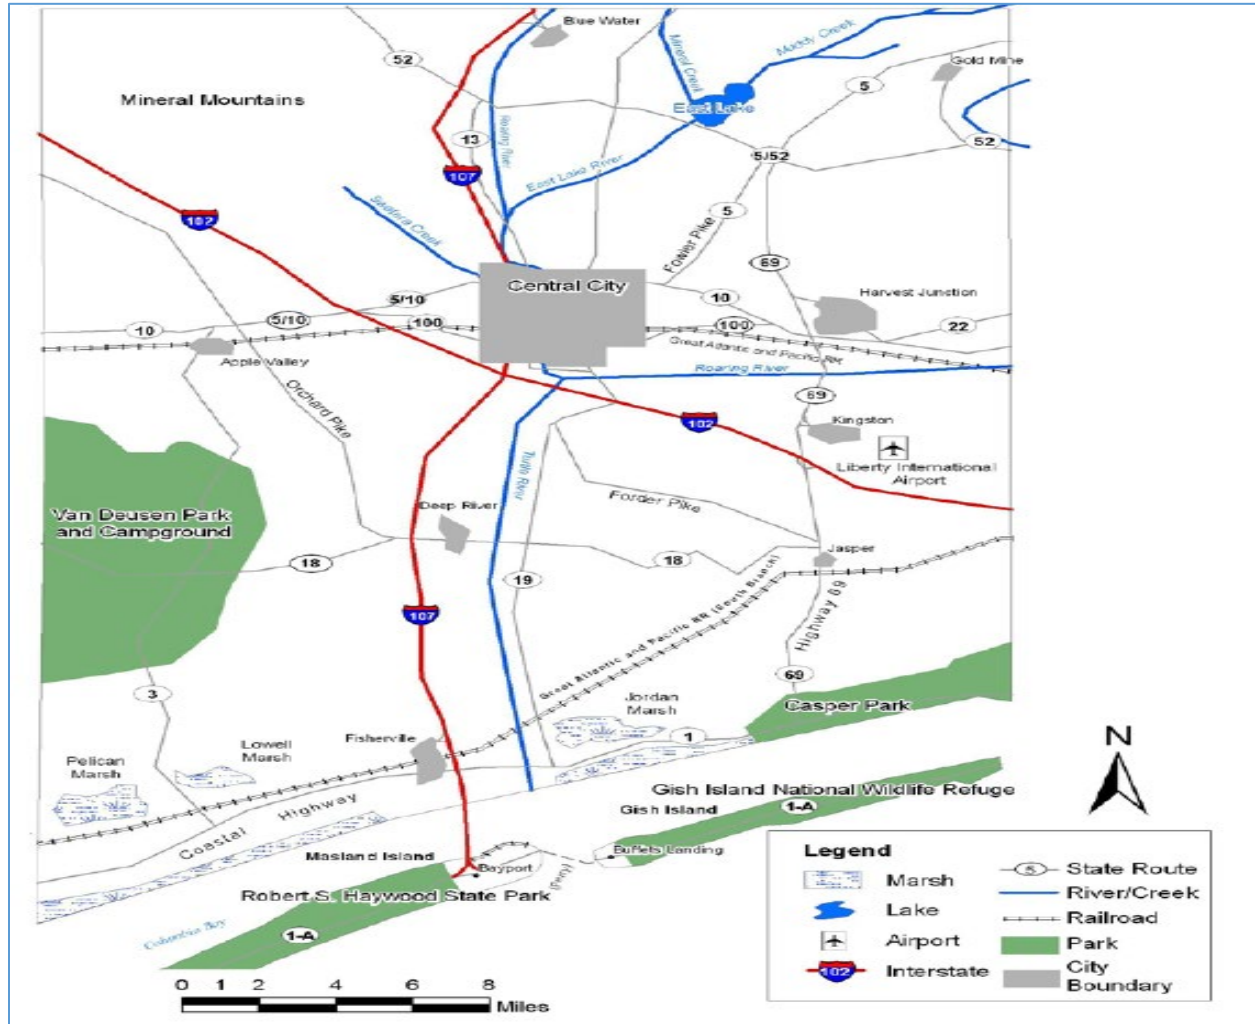 Blue Water
52
Mineral Creek
Muddy Creek
Gold Mine
5
Mineral Mountains
East Lake
13
Roaring River
52
5/52
107
East Lake River
Swatara Creek
5
102
Fowler Pike
69
Central City
Harvest Junction
5/10
10
10
5/10
100
100
22
Great Atlantic and Pacific RR
Apple Valley
Roaring River
Orchard Pike
69
102
Kingston
Turtle River
Liberty International
Airport
Forder Pike
Deep River
Van Deusen Park
and Campground
Jasper
18
18
19
Great Atlantic and Pacific RR (South Branch)
107
Highway 69
69
3
Jordan
Marsh
Casper Park
Fisherville
1
Lowell
Marsh
Pelican
Marsh
N
Gish Island National Wildlife Refuge
1-A
Gish Island
Coastal Highway
Masland Island
Buffets Landing
(Ferry)
Bayport
Robert S. Haywood State Park
Columbia Bay
1-A
Legend
Marsh
Lake
Airport
102 Interstate
5 State Route
River/Creek
Railroad
Park
City
Boundary
0 1 2 4 6 8
Miles